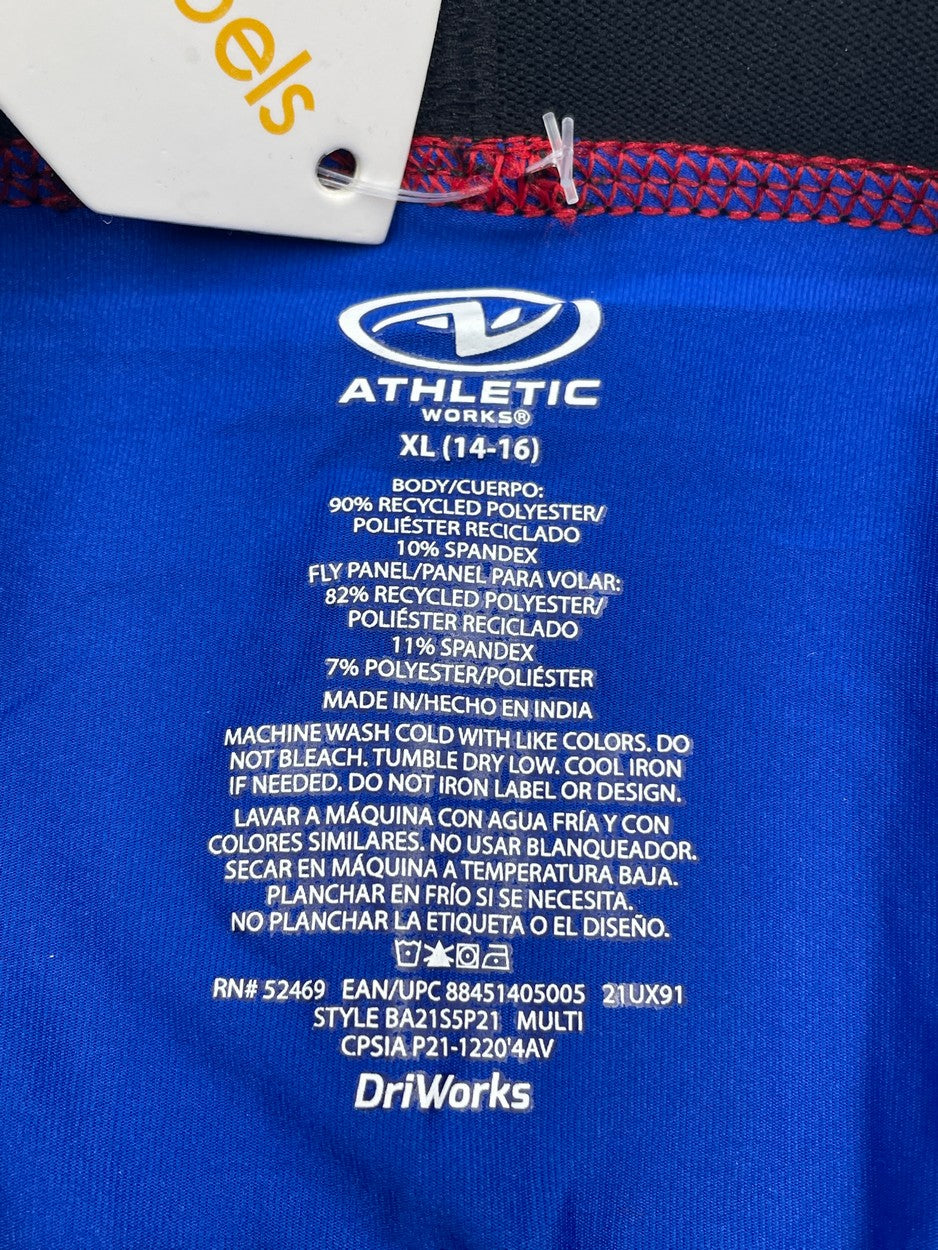 els
ATHLETIC
WORKS®
XL (14-16)
BODY/CUERPO:
90% RECYCLED POLYESTER/
POLIÉSTER RECICLADO
10% SPANDEX
FLY PANEL/PANEL PARA VOLAR:
82% RECYCLED POLYESTER/
POLIÉSTER RECICLADO
11% SPANDEX
7% POLYESTER/POLIÉSTER
MADE IN/HECHO EN INDIA
MACHINE WASH COLD WITH LIKE COLORS. DO
NOT BLEACH. TUMBLE DRY LOW. COOL IRON
IF NEEDED. DO NOT IRON LABEL OR DESIGN.
LAVAR A MÁQUINA CON AGUA FRÍA Y CON
COLORES SIMILARES. NO USAR BLANQUEADOR.
SECAR EN MÁQUINA A TEMPERATURA BAJA.
PLANCHAR EN FRÍO SI SE NECESITA.
NO PLANCHAR LA ETIQUETA O EL DISEÑO.
RN# 52469 EAN/UPC 88451405005 21UX91
STYLE BA21S5P21 MULTI
CPSIA P21-1220'4AV
DriWorks